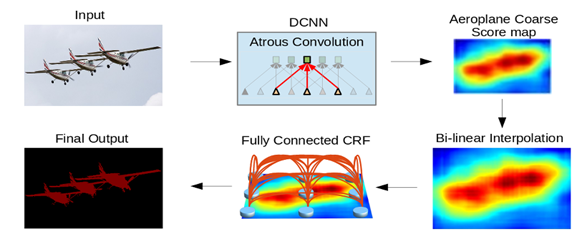 Input
DCNN
Atrous Convolution
Aeroplane Coarse
Score map
Bi-linear Interpolation
Fully Connected CRF
Final Output